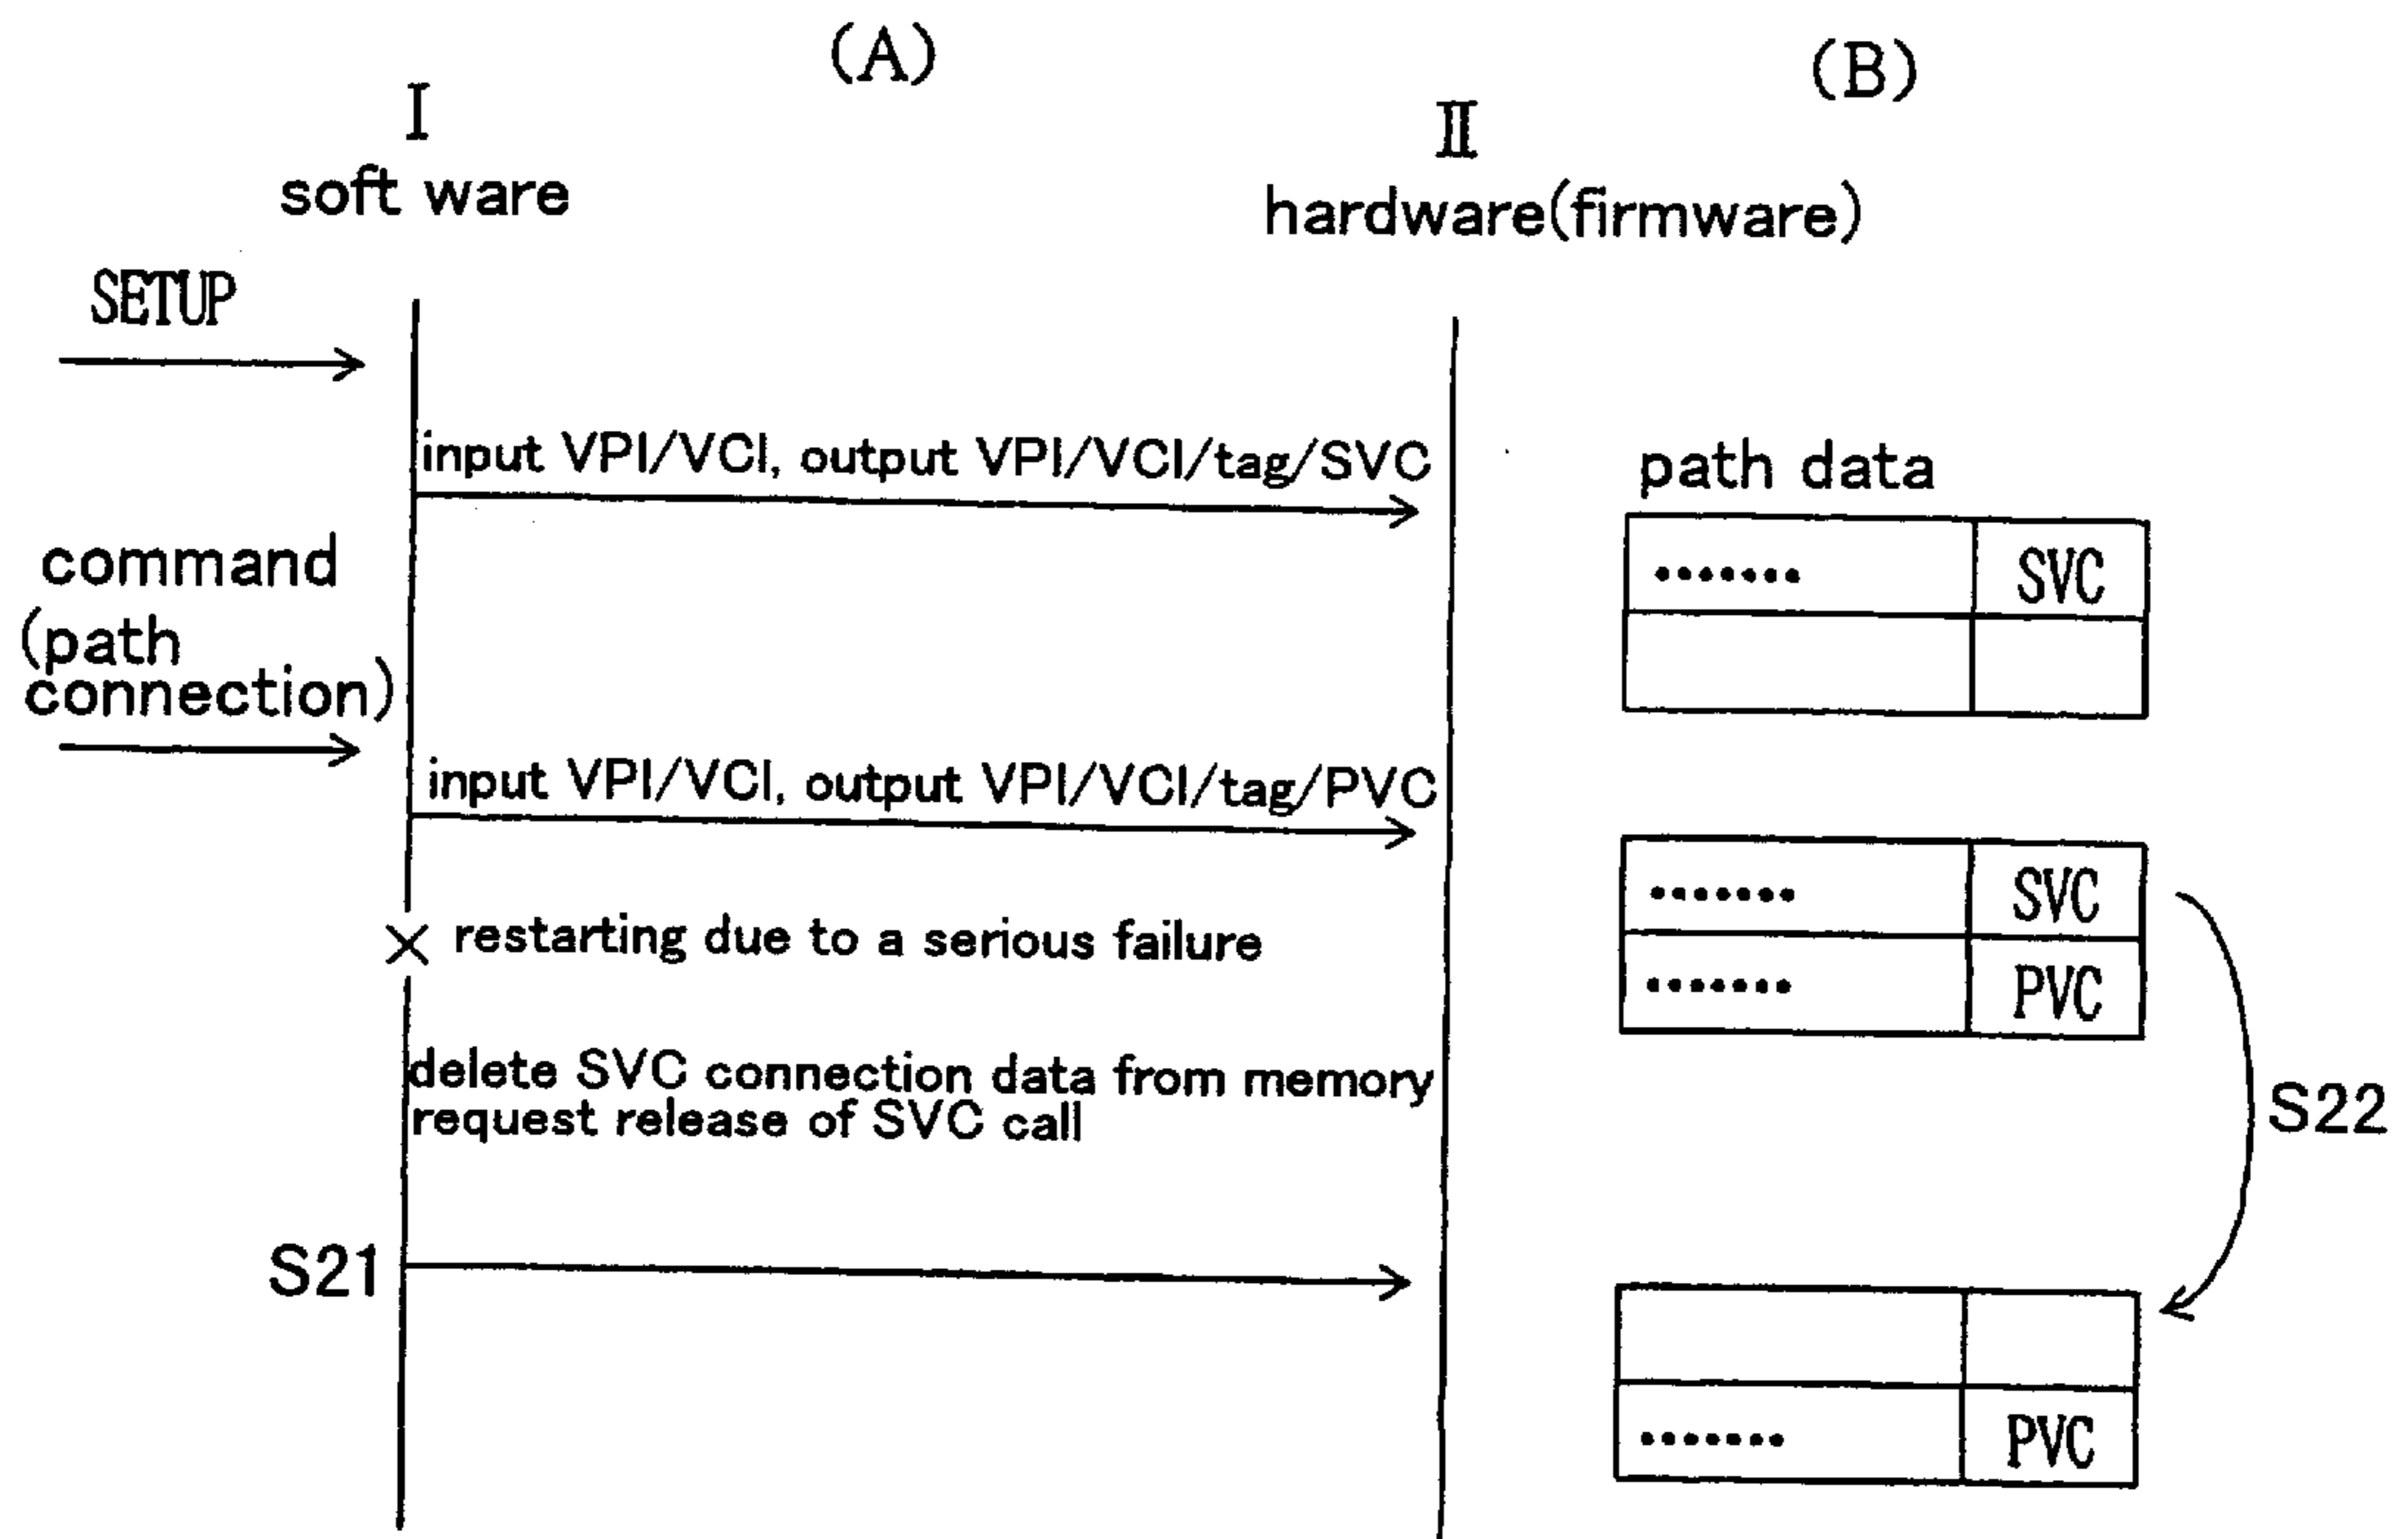 (A)
(B)
I
II
soft ware
hardware(firmware)
SETUP
input VPI/VCI, output VPI/VCI/tag/SVC
path data
command
(path
connection)
••••••• SVC
input VPI/VCI, output VPI/VCI/tag/PVC
••••••• SVC
× restarting due to a serious failure
••••••• PVC
delete SVC connection data from memory
request release of SVC call
S22
S21
••••••• PVC